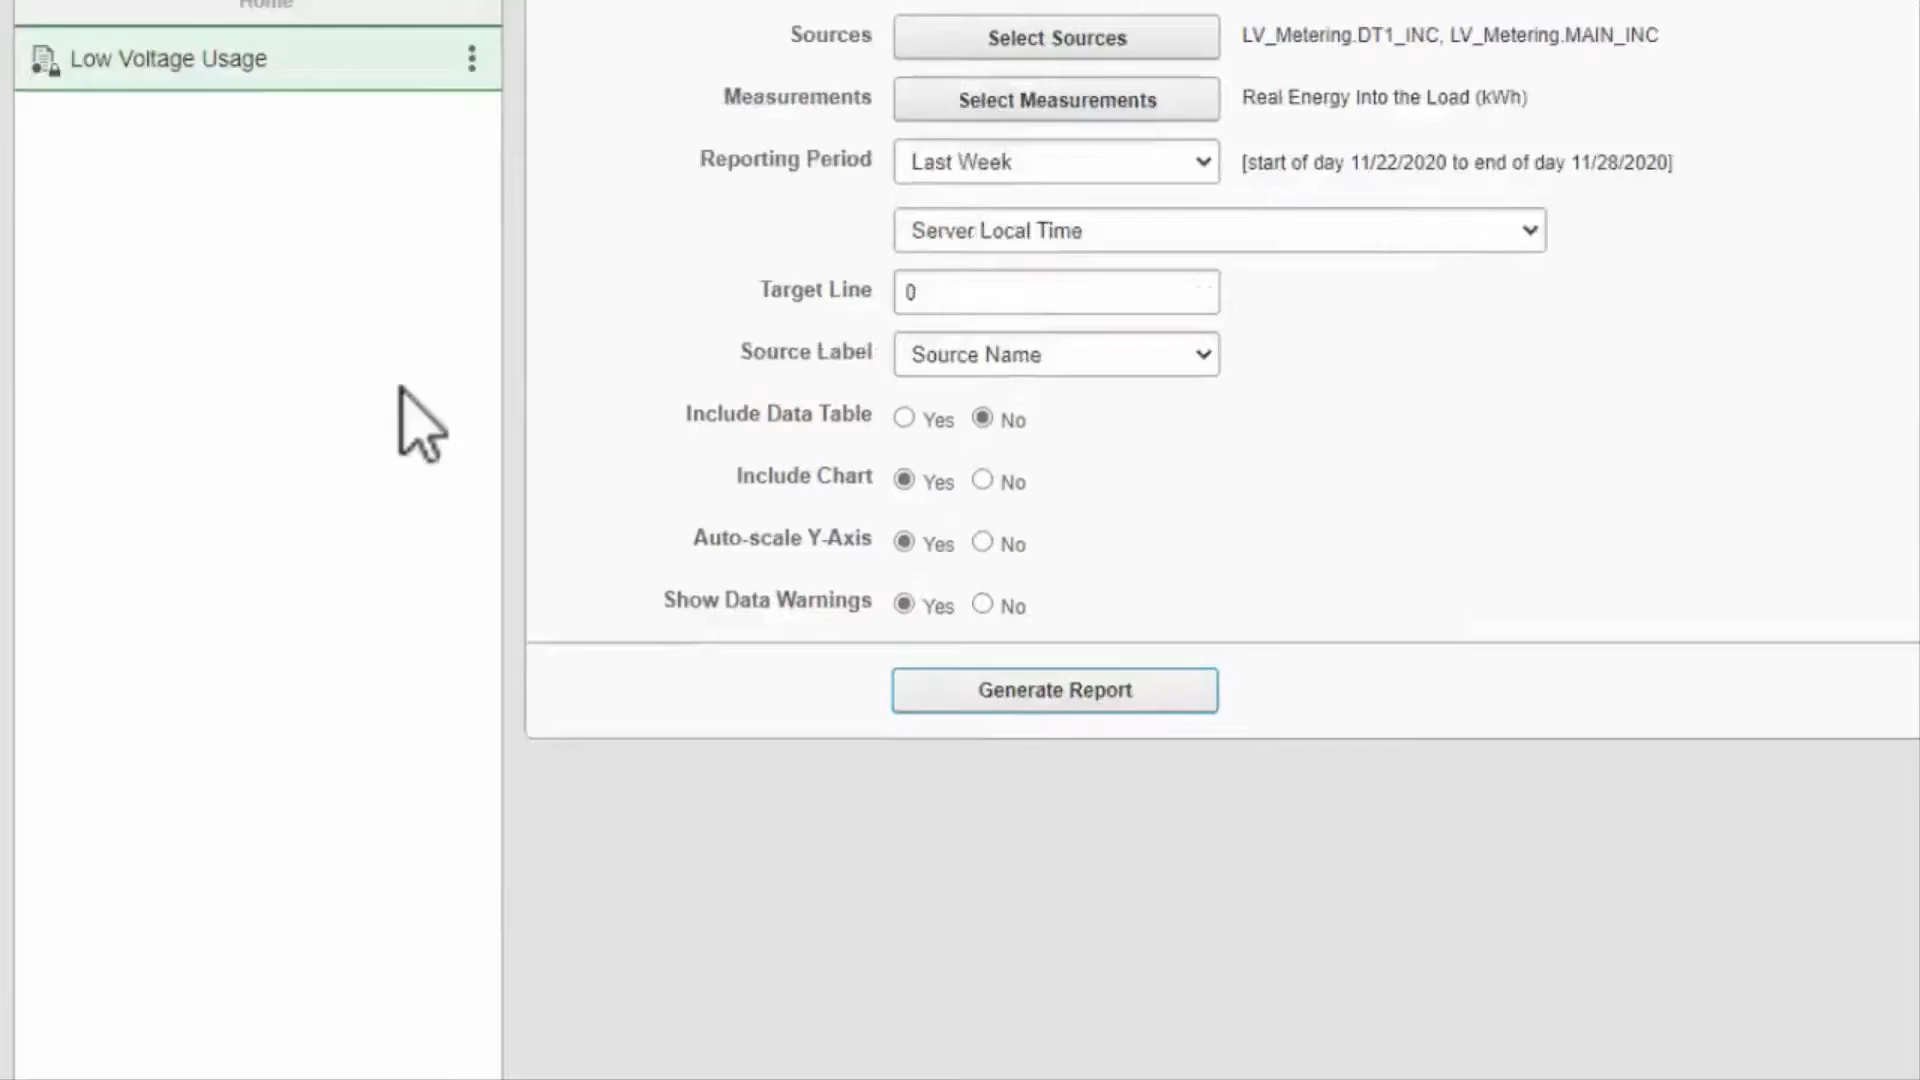 Home
Low Voltage Usage
Sources Select Sources LV_Metering.DT1_INC, LV_Metering.MAIN_INC
Measurements Select Measurements Real Energy Into the Load (kWh)
Reporting Period Last Week [start of day 11/22/2020 to end of day 11/28/2020]
Server Local Time
Target Line 0
Source Label Source Name
Include Data Table Yes No
Include Chart Yes No
Auto-scale Y-Axis Yes No
Show Data Warnings Yes No
Generate Report